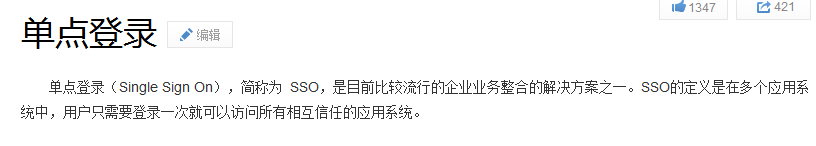 1347
421
单点登录
编辑
单点登录（Single Sign On），简称为 SSO，是目前比较流行的企业业务整合的解决方案之一。SSO的定义是在多个应用系
统中，用户只需要登录一次就可以访问所有相互信任的应用系统。